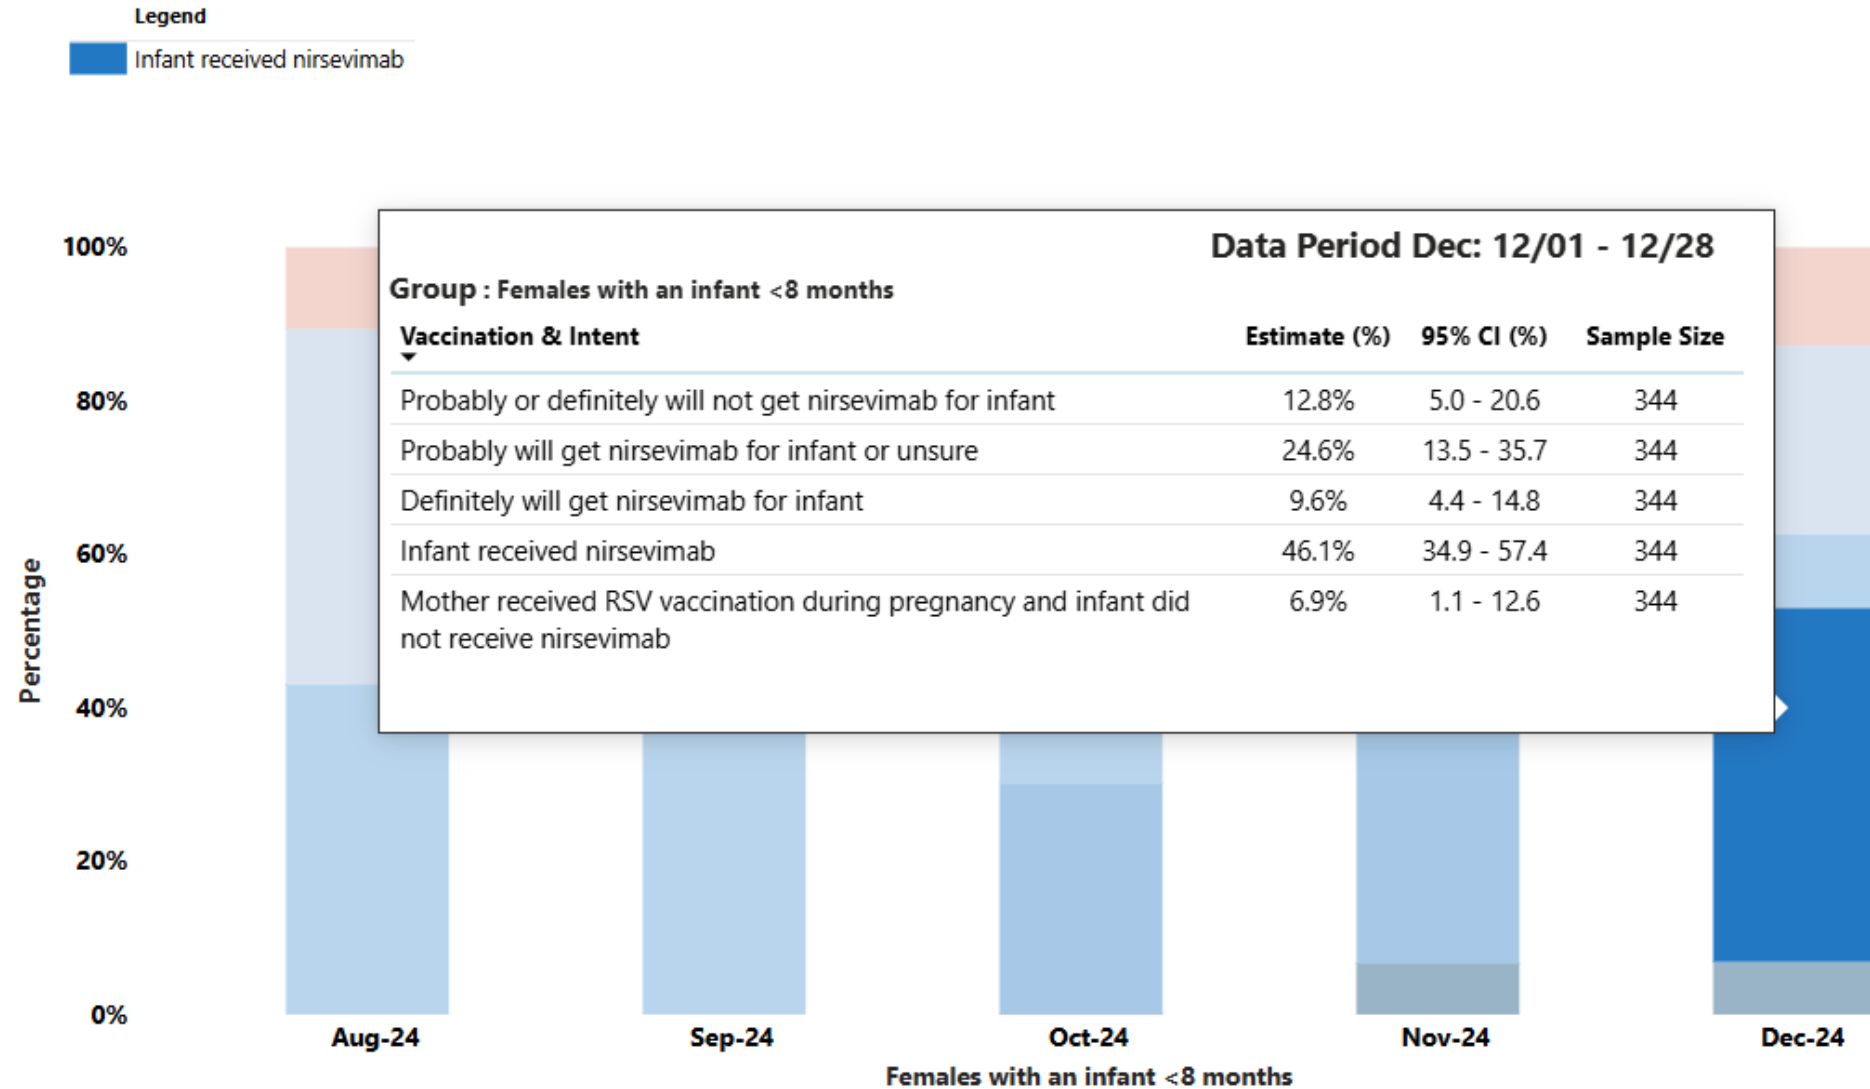 Legend
Infant received nirsevimab
100%
80%
60%
40%
20%
0%
Percentage
Data Period Dec: 12/01 - 12/28
Group : Females with an infant <8 months
Vaccination & Intent Estimate (%) 95% CI (%) Sample Size
Probably or definitely will not get nirsevimab for infant 12.8% 5.0 - 20.6 344
Probably will get nirsevimab for infant or unsure 24.6% 13.5 - 35.7 344
Definitely will get nirsevimab for infant 9.6% 4.4 - 14.8 344
Infant received nirsevimab 46.1% 34.9 - 57.4 344
Mother received RSV vaccination during pregnancy and infant did 6.9% 1.1 - 12.6 344
not receive nirsevimab
Aug-24 Sep-24 Oct-24 Nov-24 Dec-24
Females with an infant <8 months